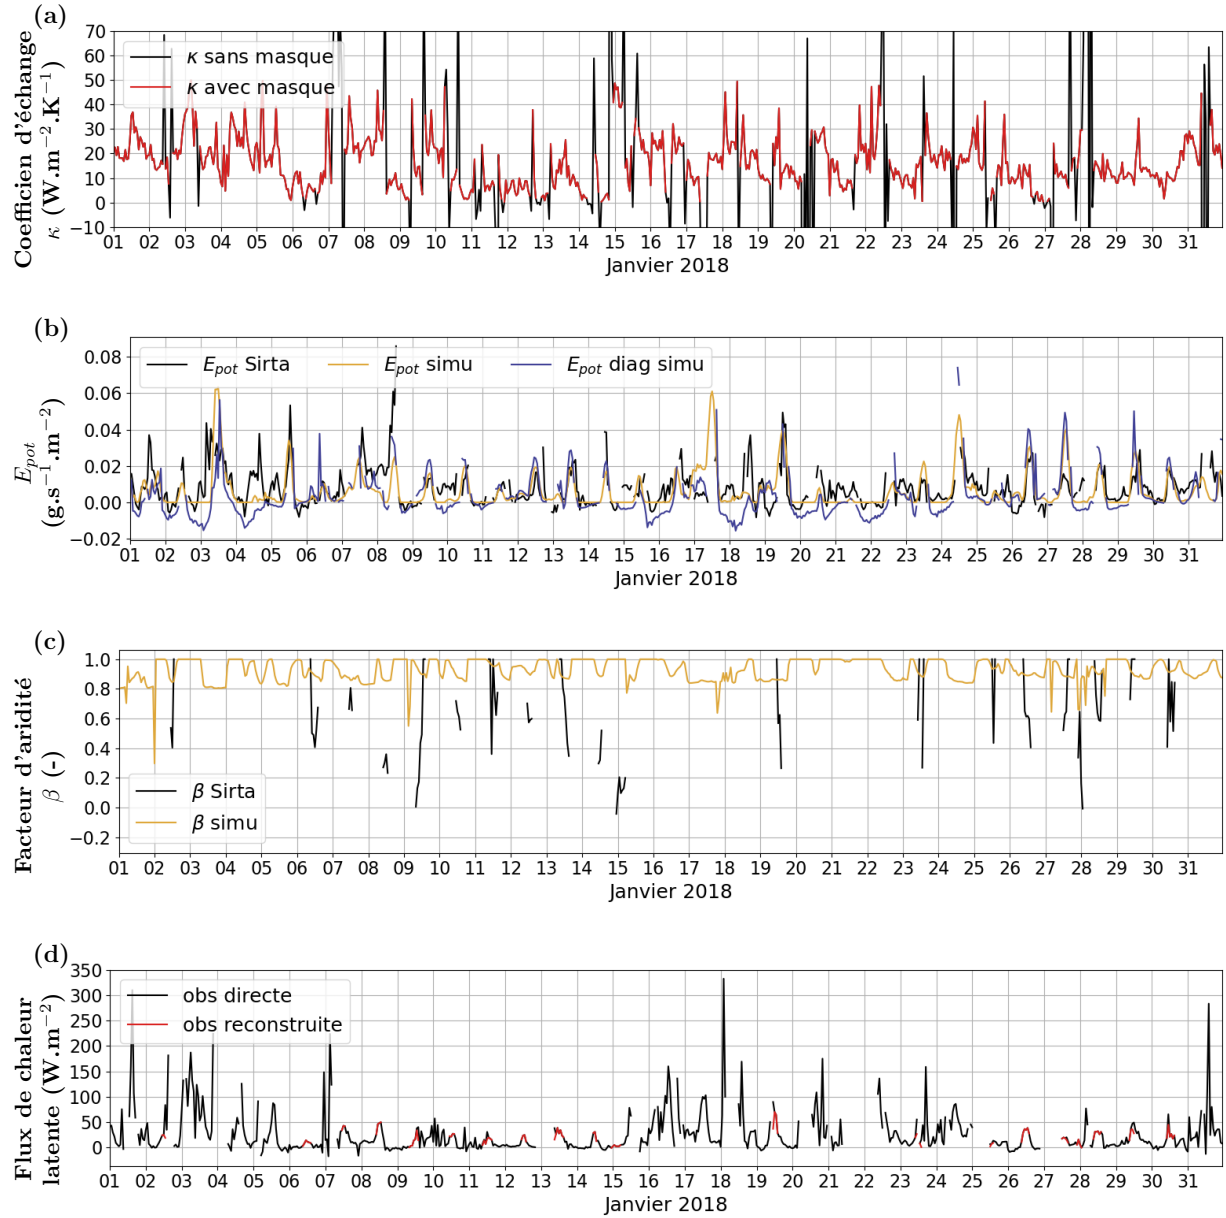 (a)
Coefficien d'échange
κ (W.m⁻².K⁻¹)
70
60
50
40
30
20
10
0
−10
κ sans masque
κ avec masque
01 02 03 04 05 06 07 08 09 10 11 12 13 14 15 16 17 18 19 20 21 22 23 24 25 26 27 28 29 30 31
Janvier 2018
(b)
E_pot
(g.s⁻¹.m⁻²)
0.08
0.06
0.04
0.02
0.00
−0.02
E_pot Sirta E_pot simu E_pot diag simu
01 02 03 04 05 06 07 08 09 10 11 12 13 14 15 16 17 18 19 20 21 22 23 24 25 26 27 28 29 30 31
Janvier 2018
(c)
Facteur d'aridité
β (-)
1.0
0.8
0.6
0.4
0.2
0.0
−0.2
β Sirta
β simu
01 02 03 04 05 06 07 08 09 10 11 12 13 14 15 16 17 18 19 20 21 22 23 24 25 26 27 28 29 30 31
Janvier 2018
(d)
Flux de chaleur
latente (W.m⁻²)
350
300
250
200
150
100
50
0
obs directe
obs reconstruite
01 02 03 04 05 06 07 08 09 10 11 12 13 14 15 16 17 18 19 20 21 22 23 24 25 26 27 28 29 30 31
Janvier 2018